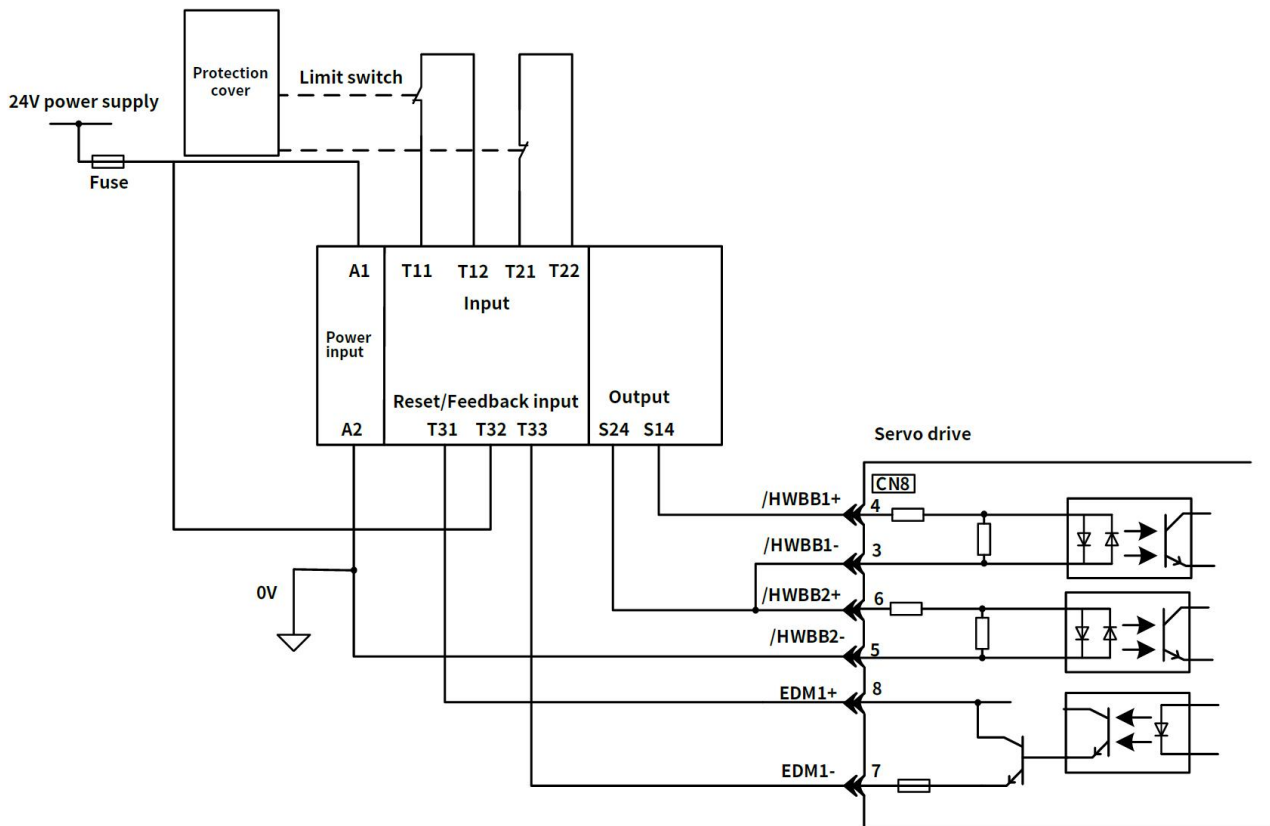 Protection
cover
Limit switch
24V power supply
Fuse
A1 T11 T12 T21 T22
Input
Power
input
Reset/Feedback input
Output
A2 T31 T32 T33 S24 S14
Servo drive
CN8
/HWBB1+ 4
/HWBB1- 3
/HWBB2+ 6
0V
/HWBB2- 5
EDM1+ 8
EDM1- 7